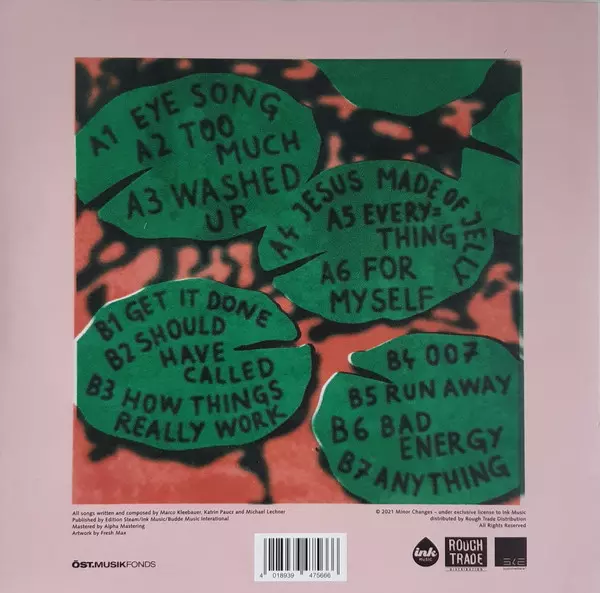 A1 EYE SONG
A2 TOO
MUCH
A3 WASHED
UP
A4 JESUS MADE OF JELLY
A5 EVERY=
THING
A6 FOR
MYSELF
B1 GET IT DONE
B2 SHOULD
HAVE
CALLED
B3 HOW THINGS
REALLY WORK
B4 007
B5 RUN AWAY
B6 BAD
ENERGY
B7 ANYTHING
All songs written and composed by Marco Kleebauer, Katrin Paucz and Michael Lechner
Published by Edition Steam/Ink Music/Budde Music Interational
Mastered by Alpha Mastering
Artwork by Fresh Max
© 2021 Minor Changes – under exclusive license to Ink Music
distributed by Rough Trade Distribution
All Rights Reserved
ÖST.MUSIKFONDS
4 018939 475666
ink
MUSIC
ROUGH
TRADE
DISTRIBUTION